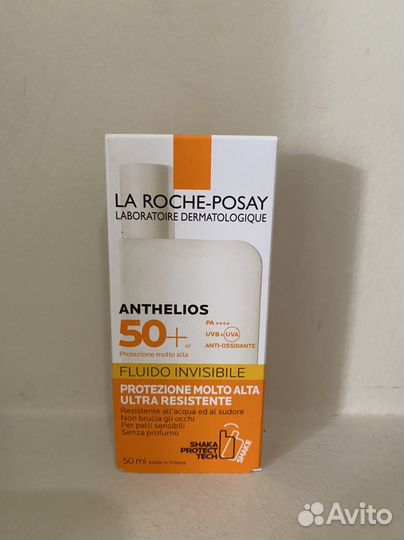 LA ROCHE-POSAY
LABORATOIRE DERMATOLOGIQUE
ANTHELIOS
50+
Protezione molto alta
PA ++++
UVB+UVA
ANTI-OSSIDANTE
FLUIDO INVISIBILE
PROTEZIONE MOLTO ALTA
ULTRA RESISTENTE
Resistente all'acqua ed al sudore
Non brucia gli occhi
Per pelli sensibili
Senza profumo
SHAKA
PROTECT
TECH
SHAKE
50 ml Made in France
Avito